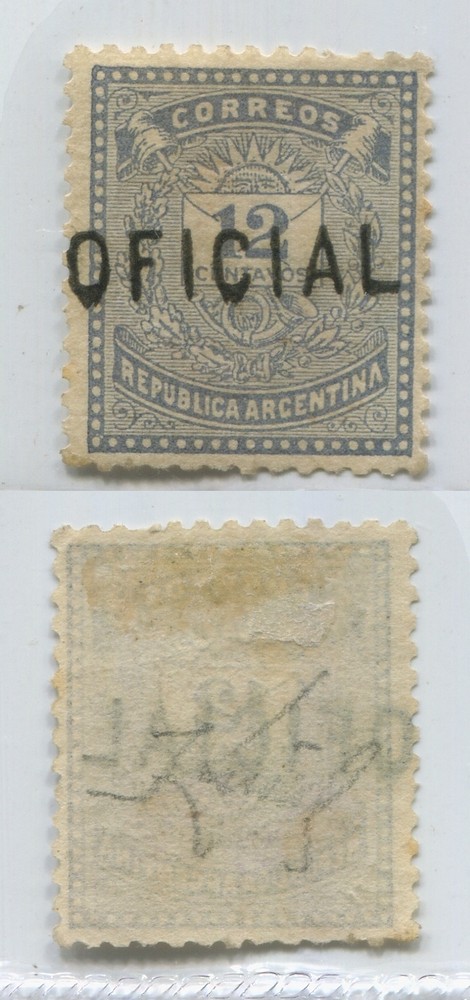 CORREOS
12
CENTAVOS
OFICIAL
REPUBLICA ARGENTINA